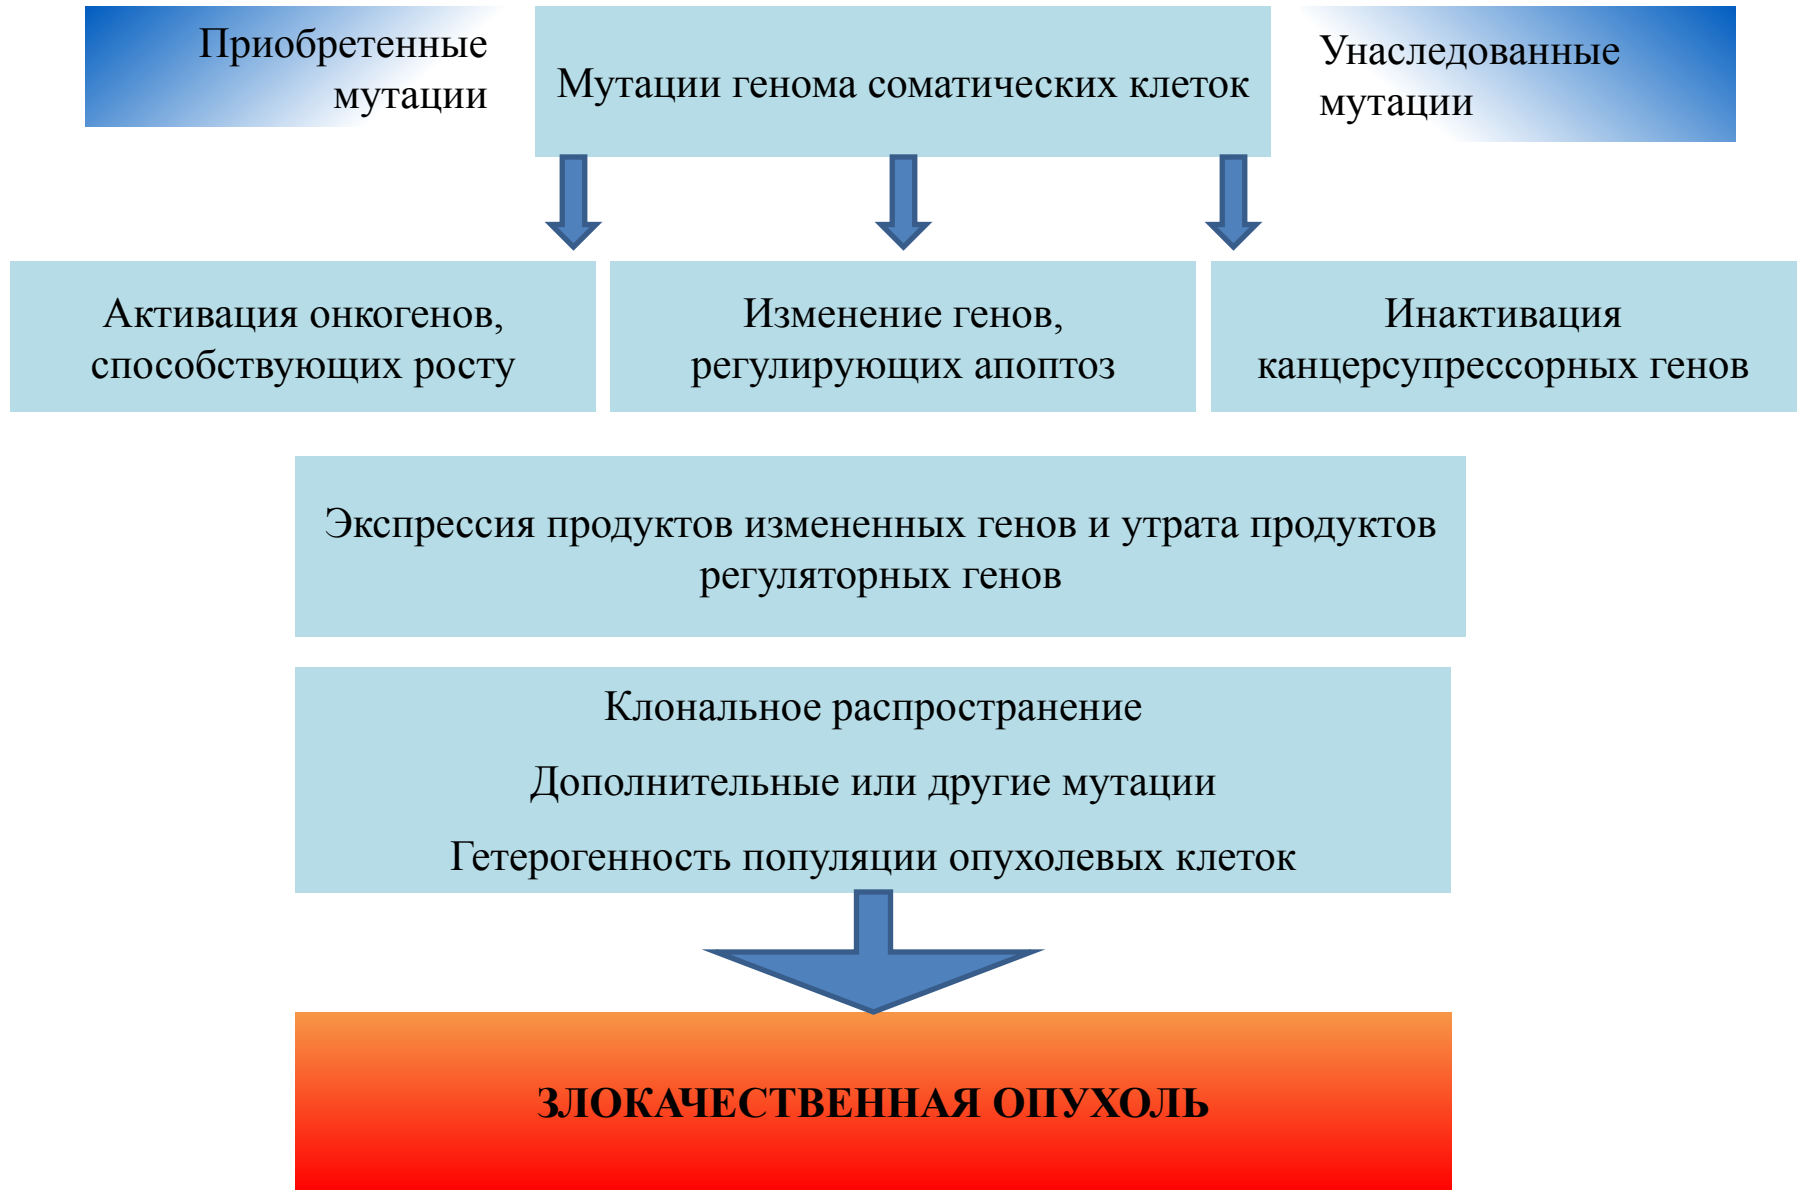 Приобретенные
мутации
Мутации генома соматических клеток
Унаследованные
мутации
Активация онкогенов,
способствующих росту
Изменение генов,
регулирующих апоптоз
Инактивация
канцерсупрессорных генов
Экспрессия продуктов измененных генов и утрата продуктов
регуляторных генов
Клональное распространение
Дополнительные или другие мутации
Гетерогенность популяции опухолевых клеток
ЗЛОКАЧЕСТВЕННАЯ ОПУХОЛЬ